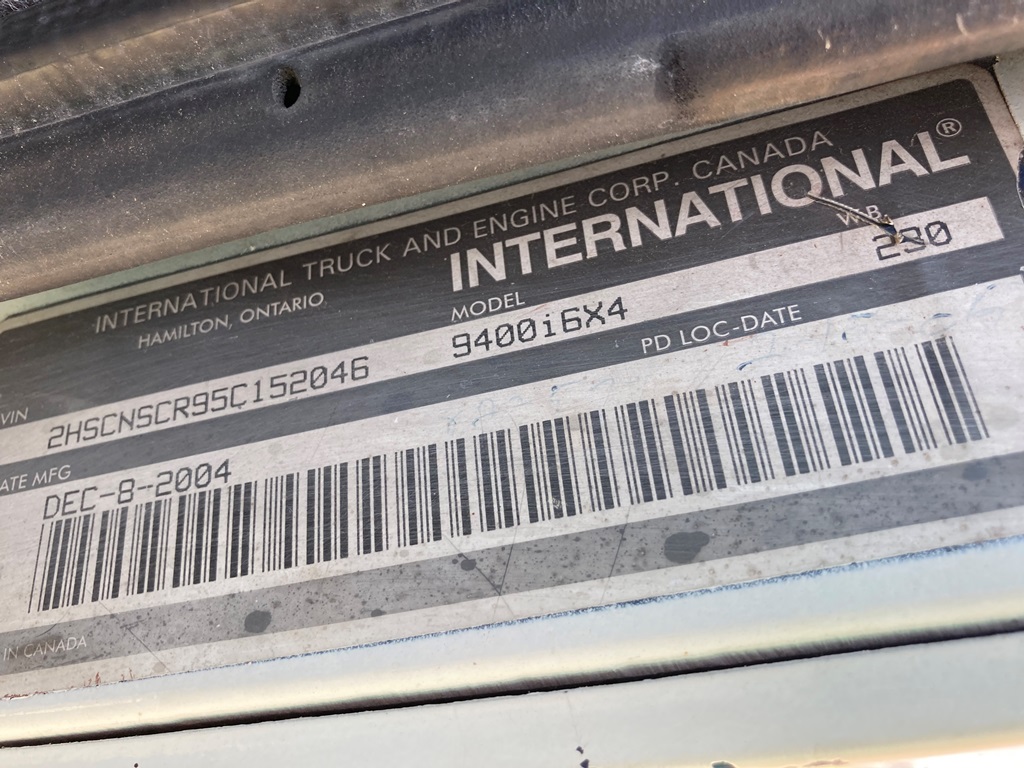 INTERNATIONAL TRUCK AND ENGINE CORP. CANADA
HAMILTON, ONTARIO
INTERNATIONAL®
VIN
2HSCNSCR95C152046
MODEL
9400i6X4
W.B.
230
ATE MFG
DEC-8-2004
PD LOC-DATE
IN CANADA